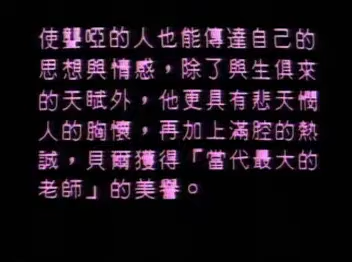 使聾啞的人也能傳達自己的
思想與情感，除了與生俱來
的天賦外，他更具有悲天憫
人的胸懷，再加上滿腔的熱
誠，貝爾獲得「當代最大的
老師」的美譽。